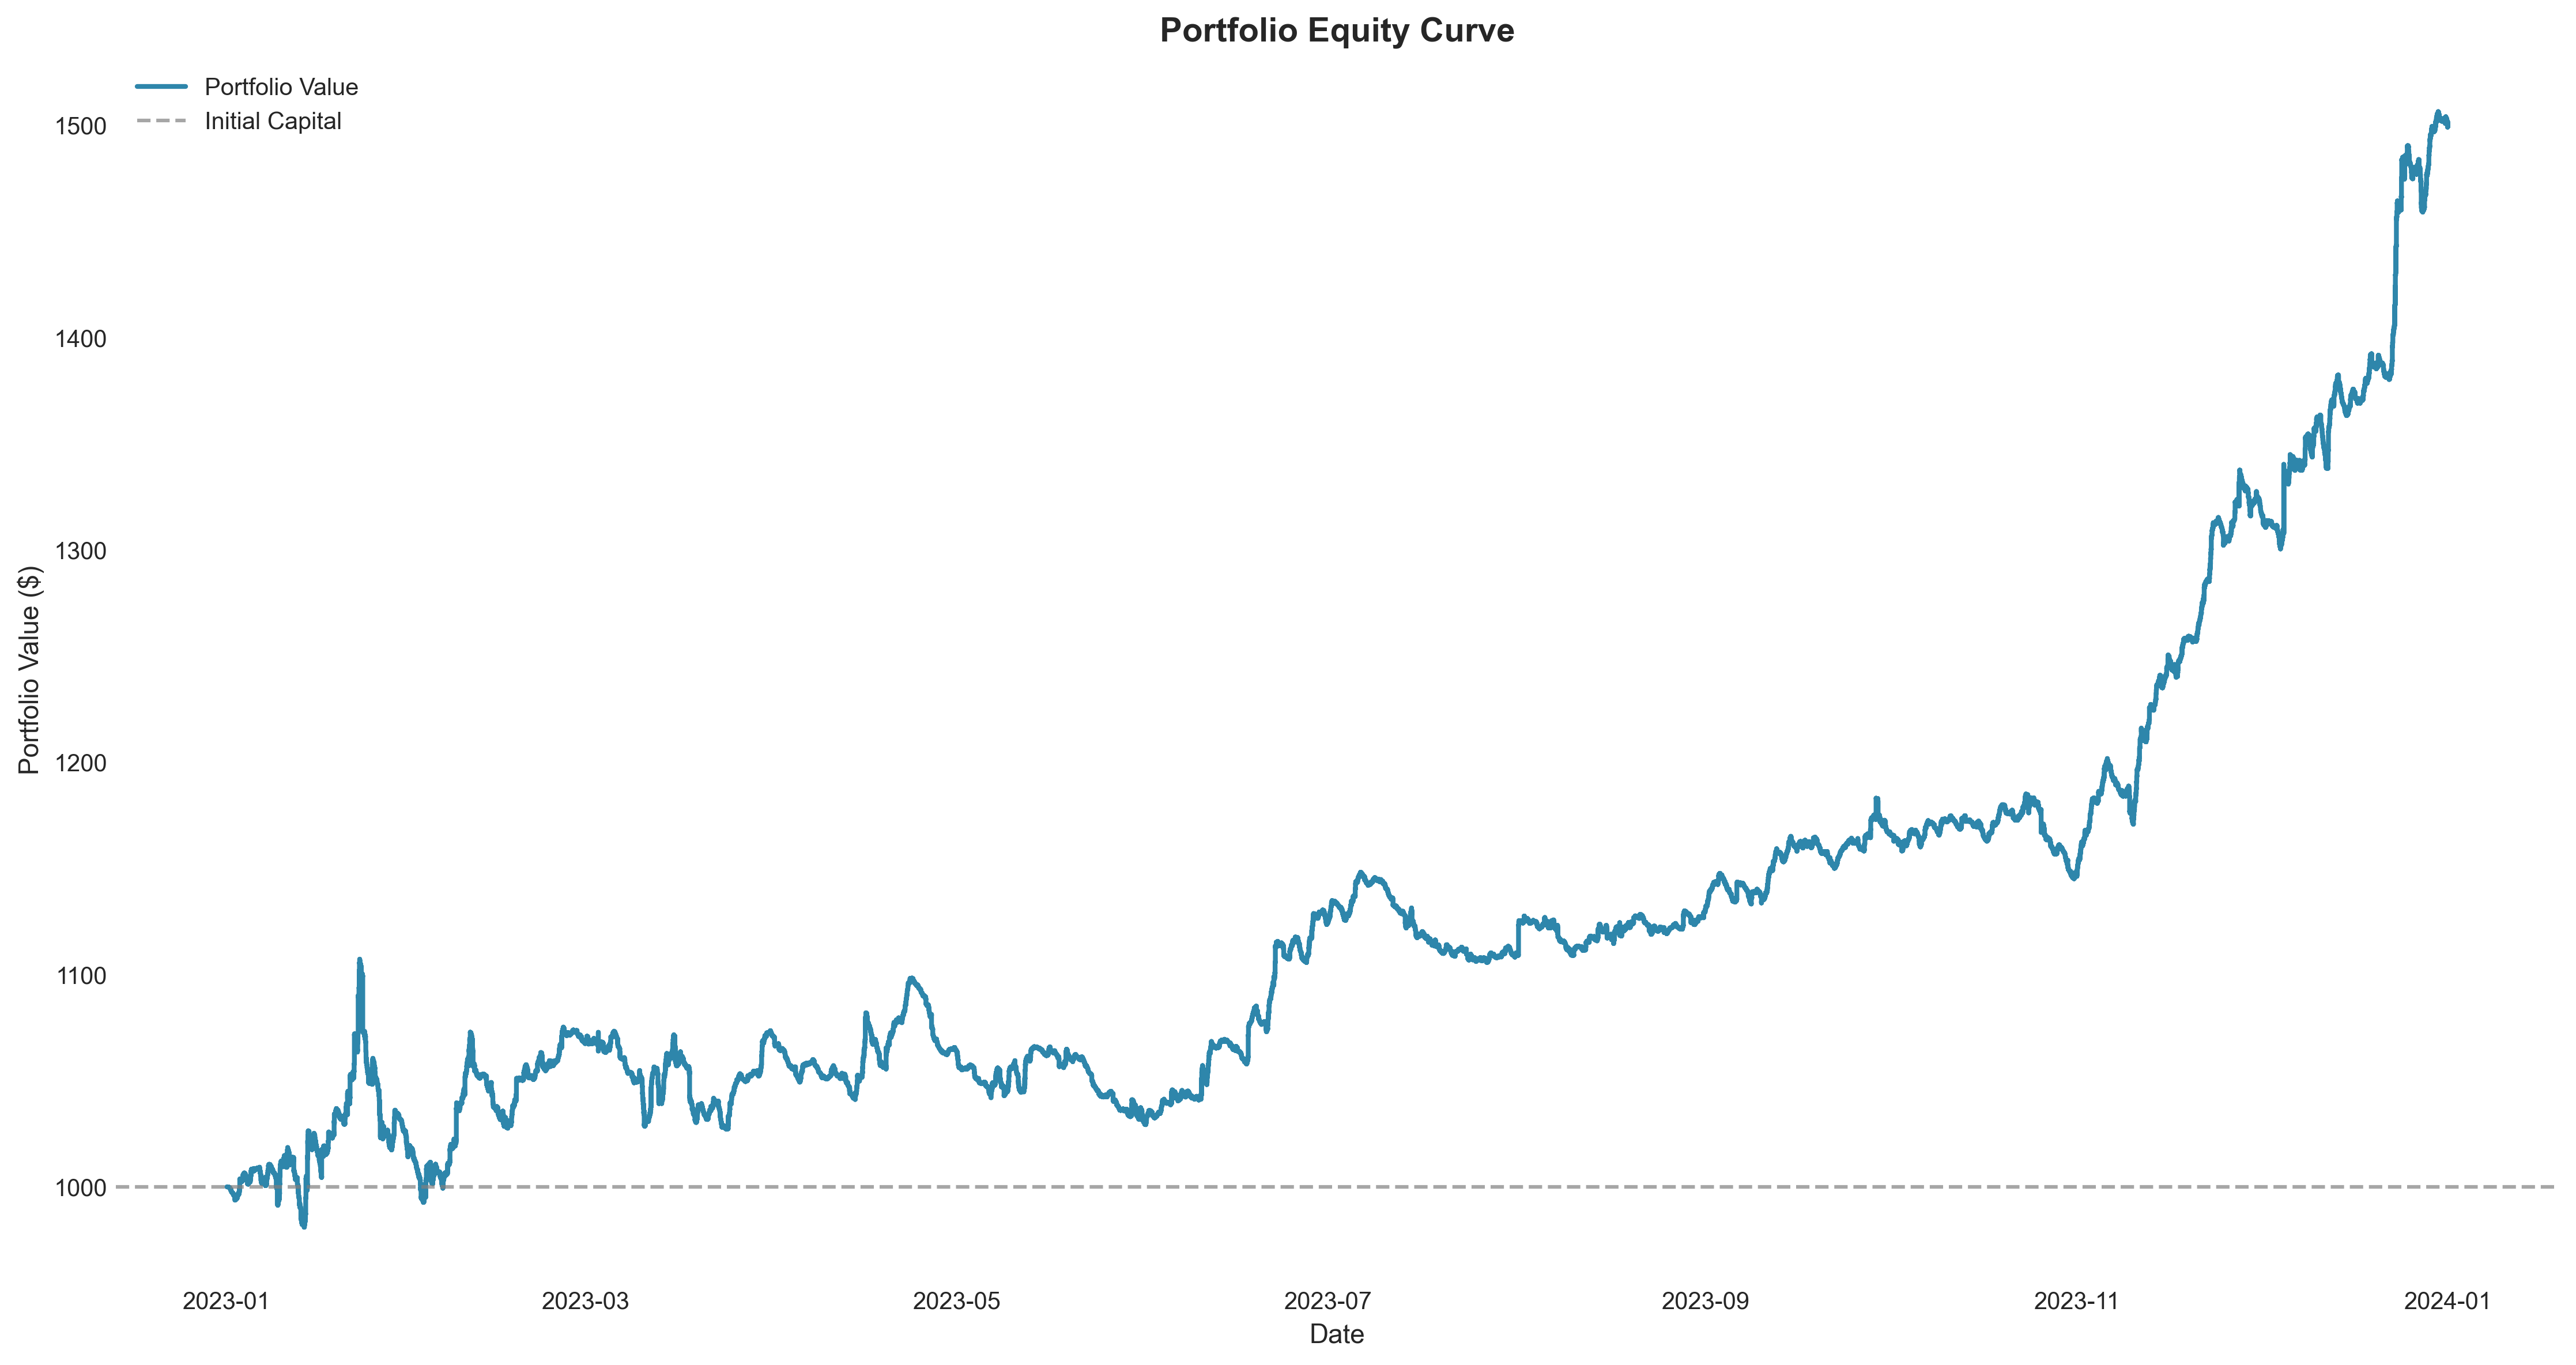 Portfolio Equity Curve
Portfolio Value
Initial Capital
1500
1400
1300
1200
1100
1000
Portfolio Value ($)
2023-01
2023-03
2023-05
2023-07
2023-09
2023-11
2024-01
Date